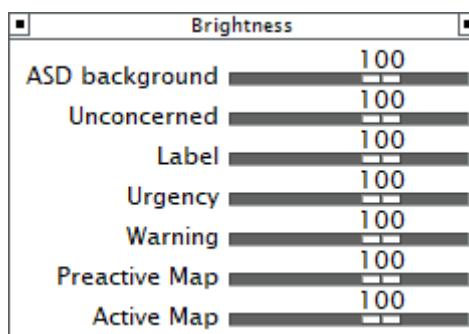 Brightness
100
ASD background
100
Unconcerned
100
Label
100
Urgency
100
Warning
100
Preactive Map
100
Active Map